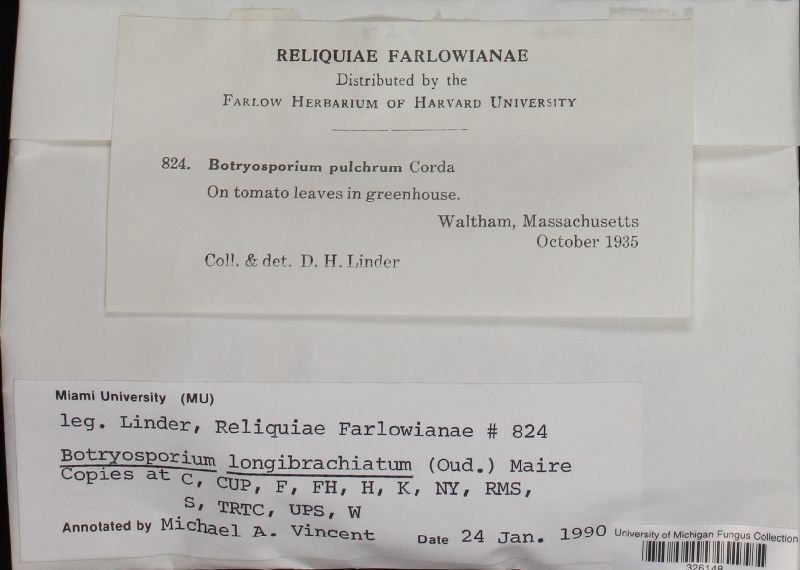 RELIQUIAE FARLOWIANAE
Distributed by the
FARLOW HERBARIUM OF HARVARD UNIVERSITY
824. Botryosporium pulchrum Corda
On tomato leaves in greenhouse.
Waltham, Massachusetts
October 1935
Coll. & det. D. H. Linder
Miami University (MU)
leg. Linder, Reliquiae Farlowianae # 824
Botryosporium longibrachiatum (Oud.) Maire
Copies at C, CUP, F, FH, H, K, NY, RMS,
S, TRTC, UPS, W
Annotated by Michael A. Vincent Date 24 Jan. 1990
University of Michigan Fungus Collection
326148